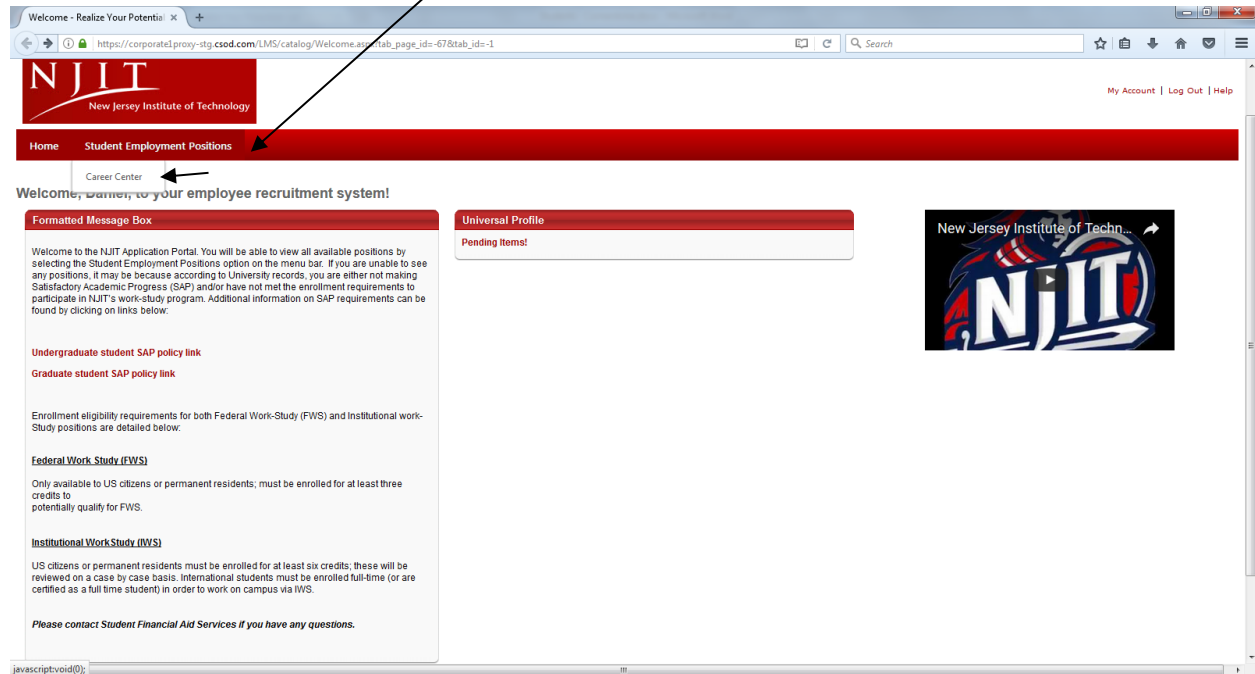 Welcome - Realize Your Potential
https://corporate1proxy-stg.csod.com/LMS/catalog/Welcome.aspx?tab_page_id=-67&tab_id=-1
Search
NJIT
New Jersey Institute of Technology
My Account | Log Out | Help
Home Student Employment Positions
Career Center
Welcome, Daniel, to your employee recruitment system!
Formatted Message Box
Welcome to the NJIT Application Portal. You will be able to view all available positions by
selecting the Student Employment Positions option on the menu bar. If you are unable to see
any positions, it may be because according to University records, you are either not making
Satisfactory Academic Progress (SAP) and/or have not met the enrollment requirements to
participate in NJIT's work-study program. Additional information on SAP requirements can be
found by clicking on links below:
Undergraduate student SAP policy link
Graduate student SAP policy link
Enrollment eligibility requirements for both Federal Work-Study (FWS) and Institutional work-
Study positions are detailed below:
Federal Work Study (FWS)
Only available to US citizens or permanent residents; must be enrolled for at least three
credits to
potentially qualify for FWS.
Institutional Work Study (IWS)
US citizens or permanent residents must be enrolled for at least six credits; these will be
reviewed on a case by case basis. International students must be enrolled full-time (or are
certified as a full time student) in order to work on campus via IWS.
Please contact Student Financial Aid Services if you have any questions.
Universal Profile
Pending Items!
New Jersey Institute of Techn...
NJIT
javascript:void(0);